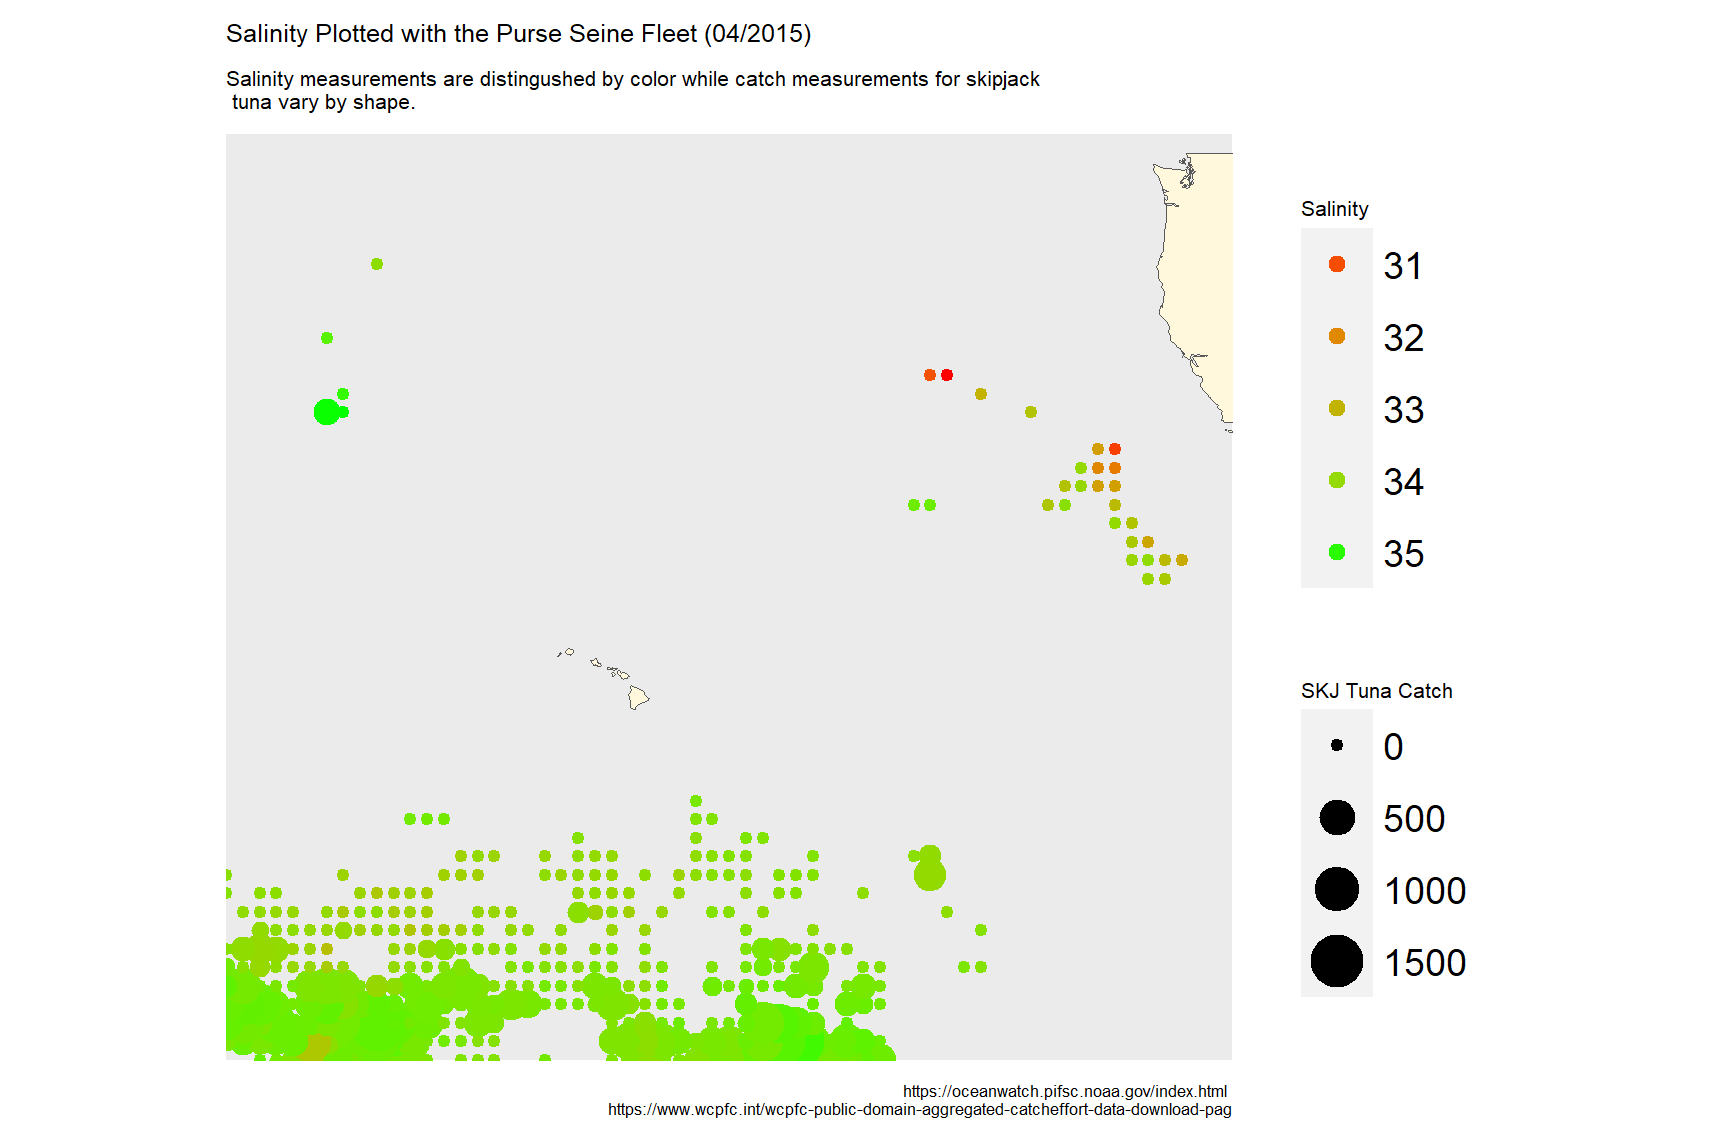 Salinity Plotted with the Purse Seine Fleet (04/2015)
Salinity measurements are distingushed by color while catch measurements for skipjack
tuna vary by shape.
Salinity
31
32
33
34
35
SKJ Tuna Catch
0
500
1000
1500
https://oceanwatch.pifsc.noaa.gov/index.html
https://www.wcpfc.int/wcpfc-public-domain-aggregated-catcheffort-data-download-pag